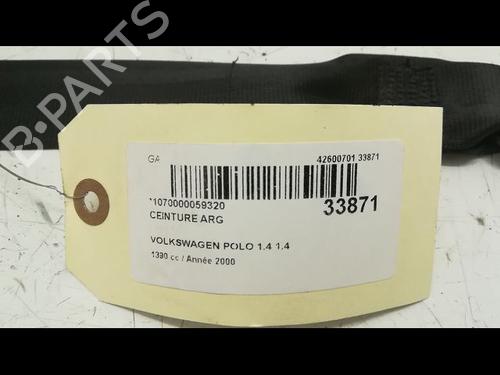 B-PARTS
GA
42600701 33871
*1070000059320
33871
CEINTURE ARG
VOLKSWAGEN POLO 1.4 1.4
1390 cc / Année 2000